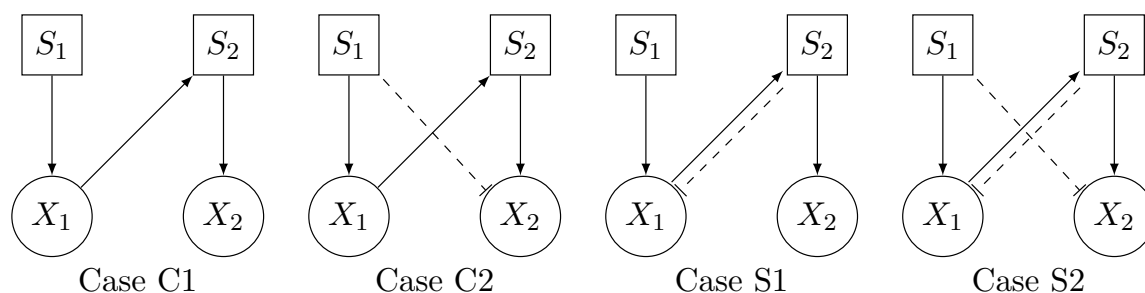 S₁ S₂ S₁ S₂ S₁ S₂ S₁ S₂
X₁ X₂ X₁ X₂ X₁ X₂ X₁ X₂
Case C1 Case C2 Case S1 Case S2